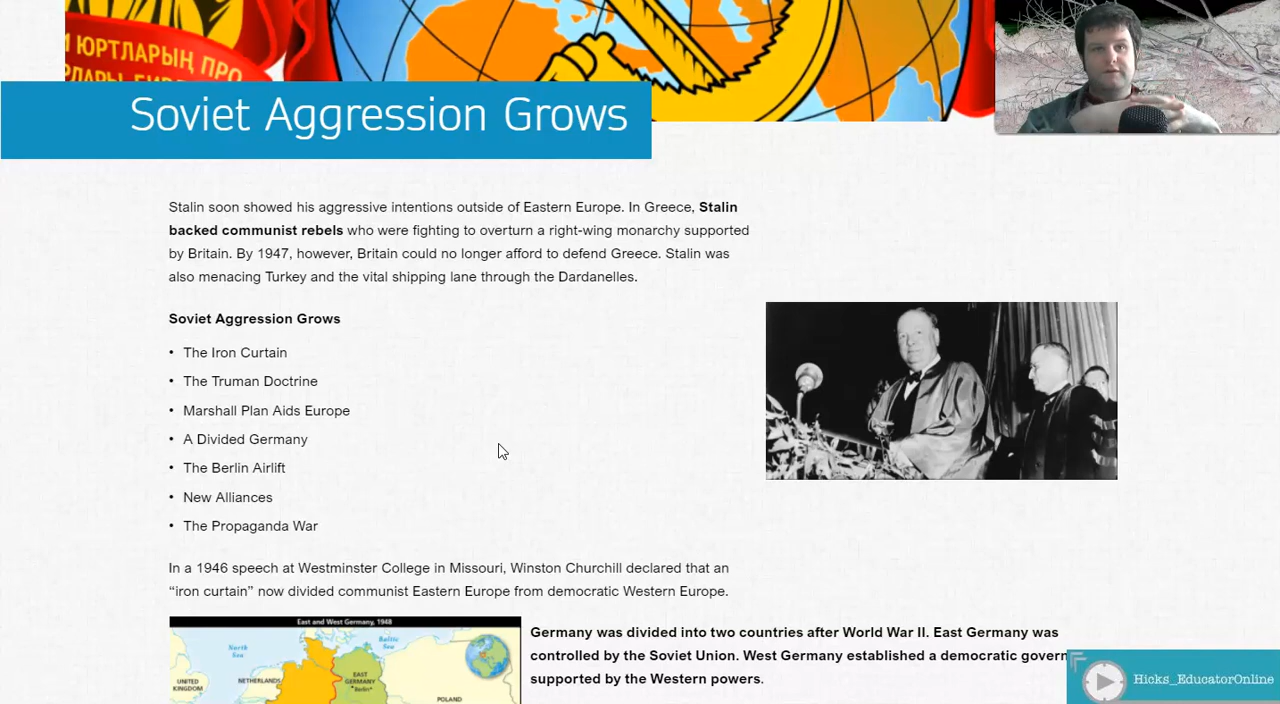 ЮРТЛАРЫҢ, ПРО
Soviet Aggression Grows
Stalin soon showed his aggressive intentions outside of Eastern Europe. In Greece, Stalin
backed communist rebels who were fighting to overturn a right-wing monarchy supported
by Britain. By 1947, however, Britain could no longer afford to defend Greece. Stalin was
also menacing Turkey and the vital shipping lane through the Dardanelles.
Soviet Aggression Grows
• The Iron Curtain
• The Truman Doctrine
• Marshall Plan Aids Europe
• A Divided Germany
• The Berlin Airlift
• New Alliances
• The Propaganda War
In a 1946 speech at Westminster College in Missouri, Winston Churchill declared that an
“iron curtain” now divided communist Eastern Europe from democratic Western Europe.
East and West Germany, 1948
North
Sea
Baltic
Sea
UNITED
KINGDOM
NETHERLANDS
EAST
GERMANY
Berlin
POLAND
Germany was divided into two countries after World War II. East Germany was
controlled by the Soviet Union. West Germany established a democratic govern
supported by the Western powers.
Hicks_EducatorOnline